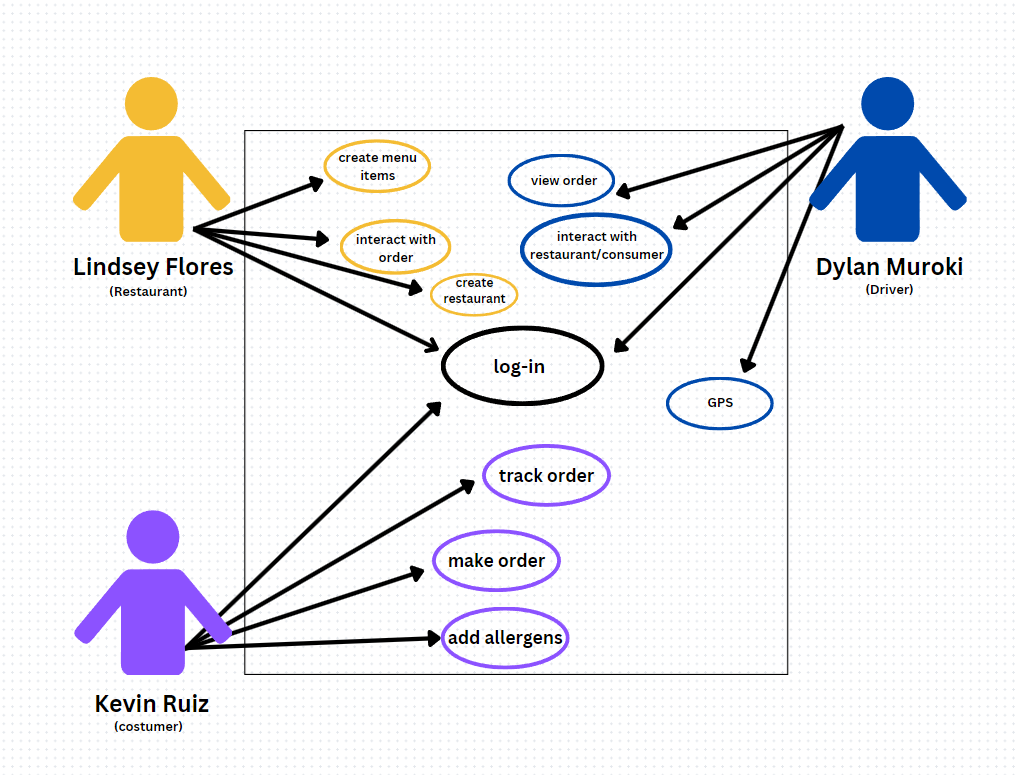 create menu
items
view order
interact with
order
interact with
restaurant/consumer
Lindsey Flores
(Restaurant)
Dylan Muroki
(Driver)
create
restaurant
log-in
GPS
track order
make order
add allergens
Kevin Ruiz
(costumer)